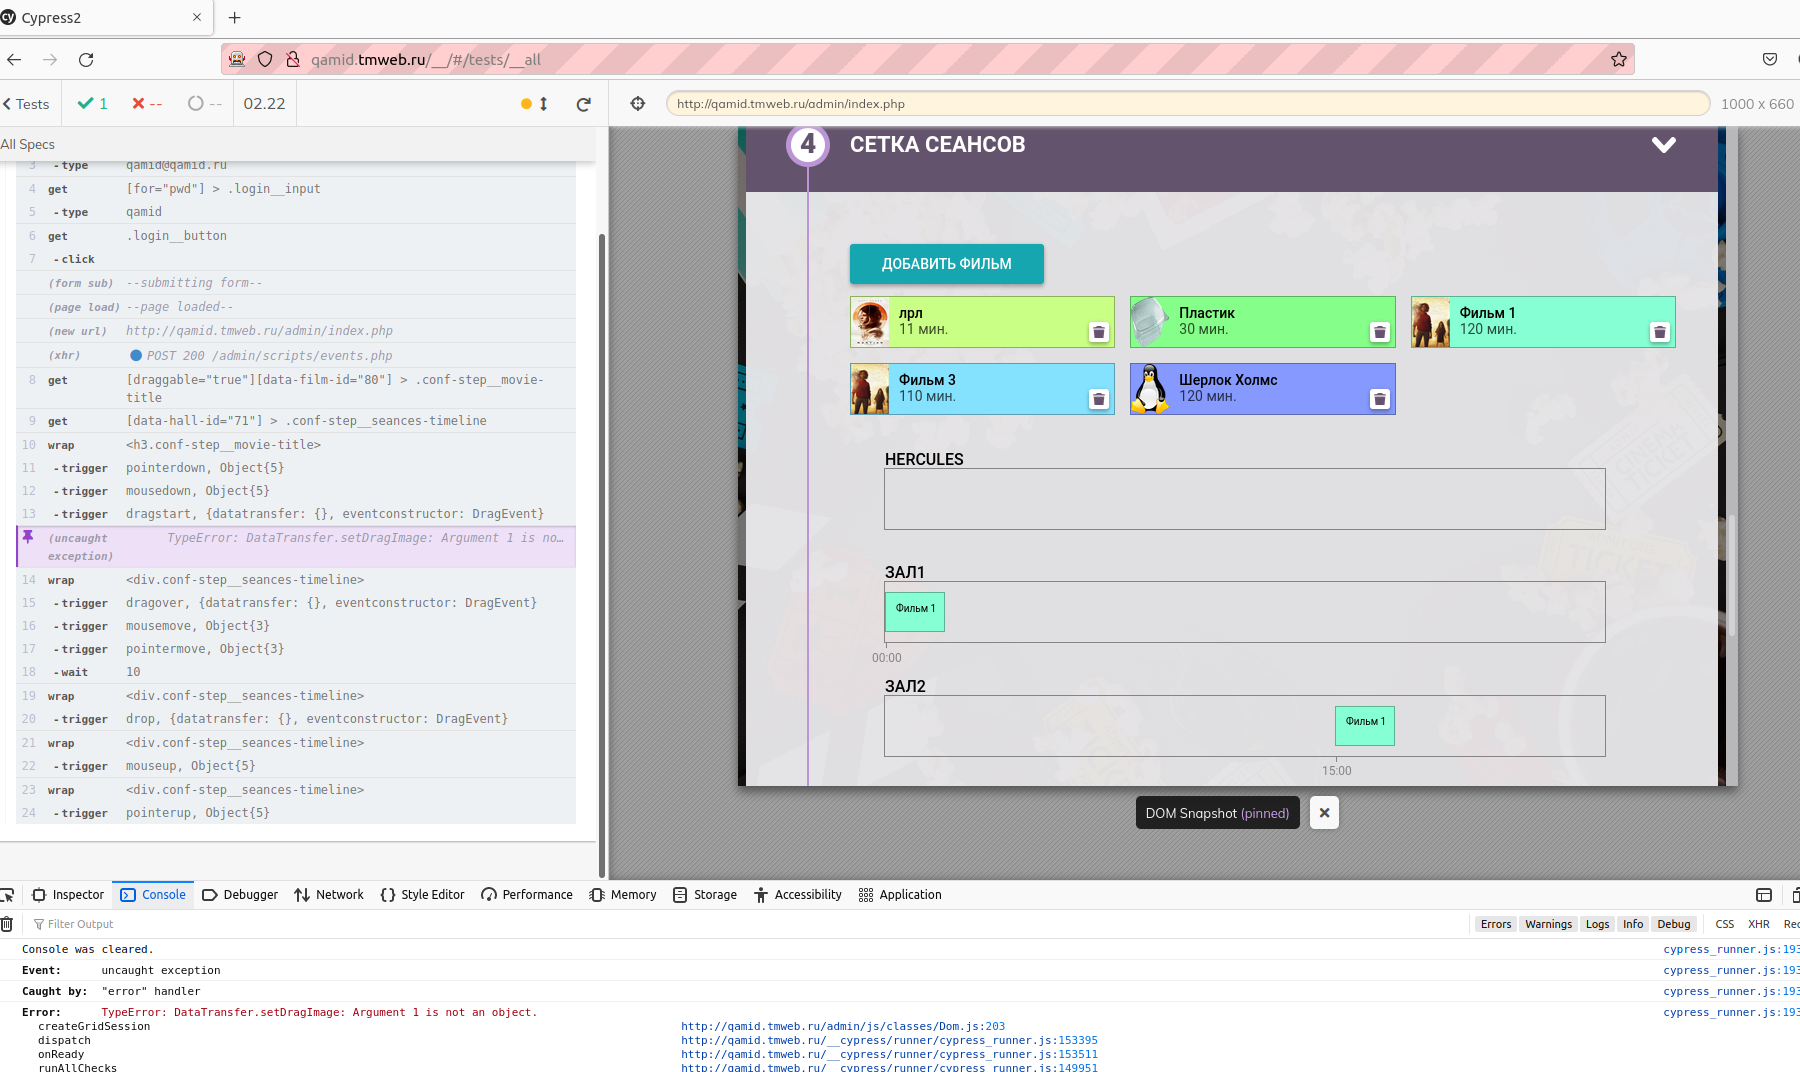 Cypress2
qamid.tmweb.ru/__/#/tests/__all
Tests
1
--
--
02.22
http://qamid.tmweb.ru/admin/index.php
1000 x 660
All Specs
3 -type qamid@qamid.ru
4 get [for="pwd"] > .login__input
5 -type qamid
6 get .login__button
7 -click
(form sub) --submitting form--
(page load) --page loaded--
(new url) http://qamid.tmweb.ru/admin/index.php
(xhr) POST 200 /admin/scripts/events.php
8 get [draggable="true"][data-film-id="80"] > .conf-step__movie-
title
9 get [data-hall-id="71"] > .conf-step__seances-timeline
10 wrap <h3.conf-step__movie-title>
11 -trigger pointerdown, Object{5}
12 -trigger mousedown, Object{5}
13 -trigger dragstart, {datatransfer: {}, eventconstructor: DragEvent}
(uncaught TypeError: DataTransfer.setDragImage: Argument 1 is no…
exception)
14 wrap <div.conf-step__seances-timeline>
15 -trigger dragover, {datatransfer: {}, eventconstructor: DragEvent}
16 -trigger mousemove, Object{3}
17 -trigger pointermove, Object{3}
18 -wait 10
19 wrap <div.conf-step__seances-timeline>
20 -trigger drop, {datatransfer: {}, eventconstructor: DragEvent}
21 wrap <div.conf-step__seances-timeline>
22 -trigger mouseup, Object{5}
23 wrap <div.conf-step__seances-timeline>
24 -trigger pointerup, Object{5}
4 СЕТКА СЕАНСОВ
ДОБАВИТЬ ФИЛЬМ
лрл
11 мин.
Пластик
30 мин.
Фильм 1
120 мин.
Фильм 3
110 мин.
Шерлок Холмс
120 мин.
HERCULES
ЗАЛ1
Фильм 1
00:00
ЗАЛ2
Фильм 1
15:00
DOM Snapshot (pinned)
Inspector Console Debugger Network Style Editor Performance Memory Storage Accessibility Application
Filter Output
Errors Warnings Logs Info Debug CSS XHR
Console was cleared. cypress_runner.js:193
Event: uncaught exception cypress_runner.js:193
Caught by: "error" handler cypress_runner.js:193
Error: TypeError: DataTransfer.setDragImage: Argument 1 is not an object. cypress_runner.js:193
createGridSession http://qamid.tmweb.ru/admin/js/classes/Dom.js:203
dispatch http://qamid.tmweb.ru/__cypress/runner/cypress_runner.js:153395
onReady http://qamid.tmweb.ru/__cypress/runner/cypress_runner.js:153511
runAllChecks http://qamid.tmweb.ru/__cypress/runner/cypress_runner.js:149951